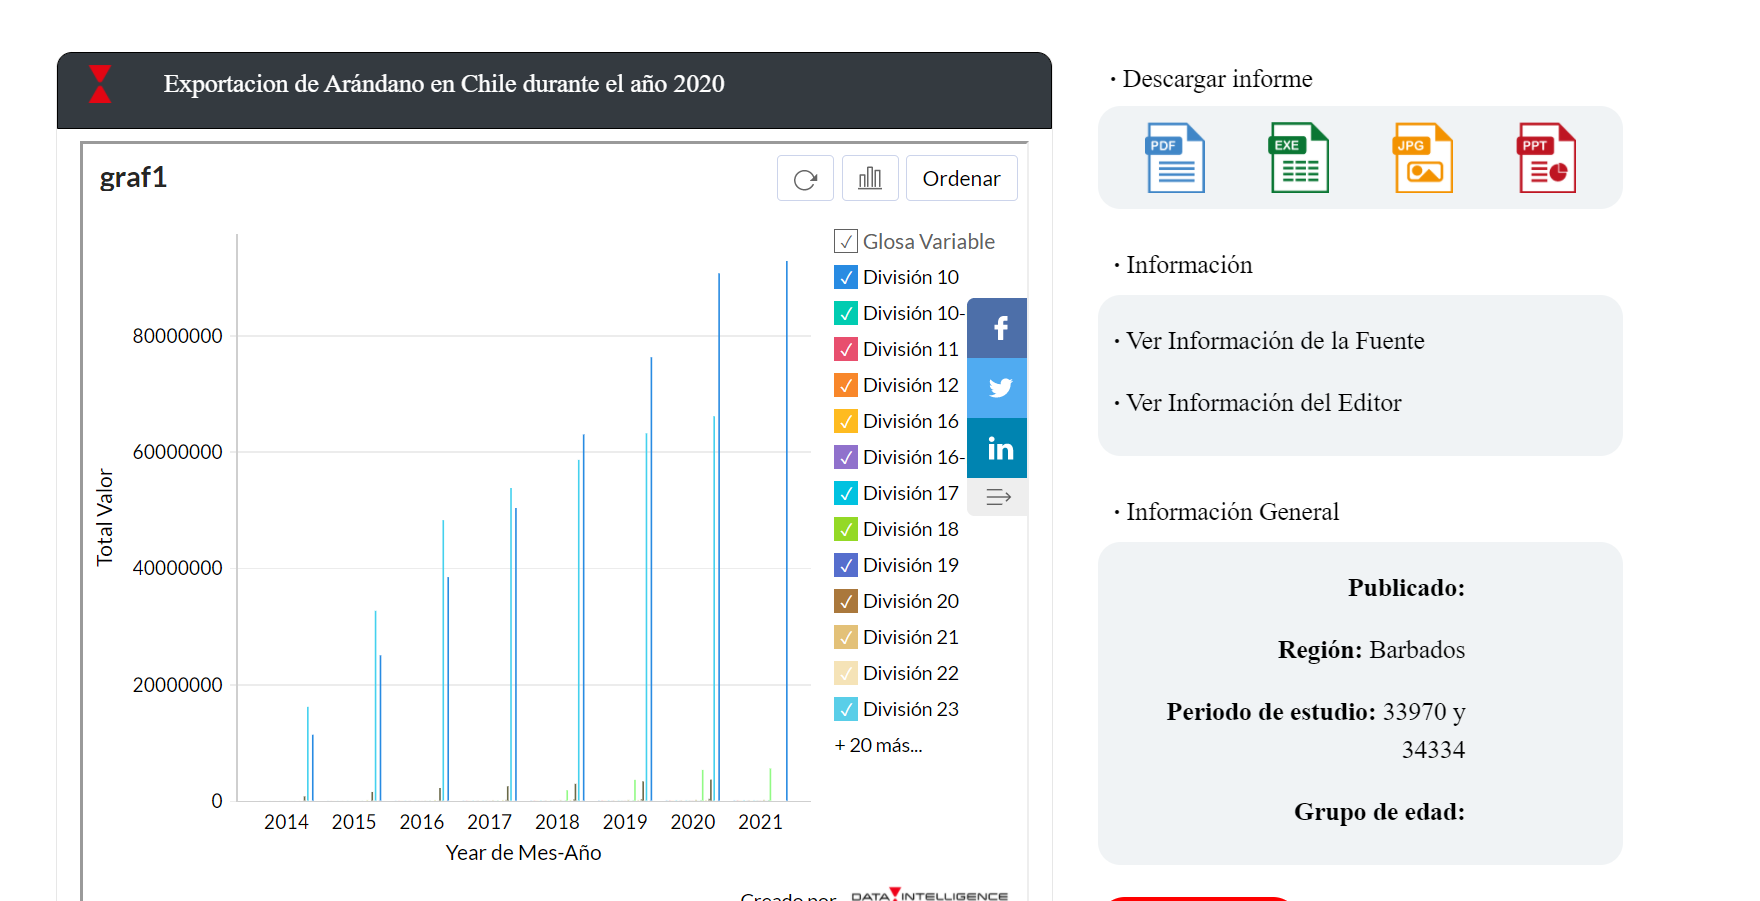 Exportacion de Arándano en Chile durante el año 2020
graf1
Ordenar
80000000
60000000
40000000
20000000
0
Total Valor
2014 2015 2016 2017 2018 2019 2020 2021
Year de Mes-Año
Glosa Variable
División 10
División 10-
División 11
División 12
División 16
División 16-
División 17
División 18
División 19
División 20
División 21
División 22
División 23
+ 20 más...
f
in
Creado por DATA INTELLIGENCE
· Descargar informe
PDF EXE JPG PPT
· Información
· Ver Información de la Fuente
· Ver Información del Editor
· Información General
Publicado:
Región: Barbados
Periodo de estudio: 33970 y
34334
Grupo de edad: